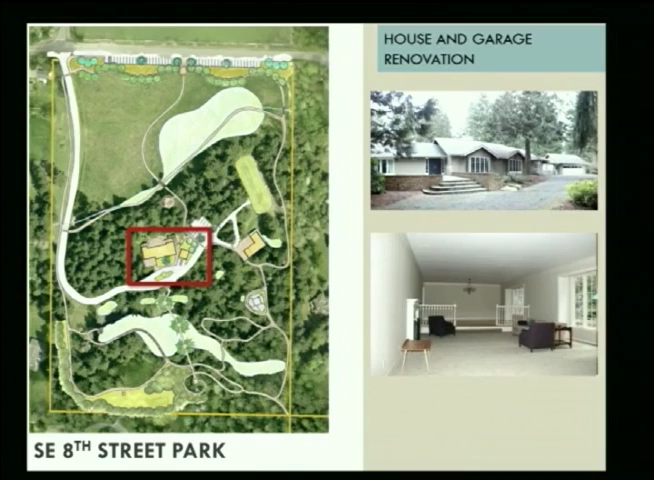 HOUSE AND GARAGE
RENOVATION
SE 8TH STREET PARK